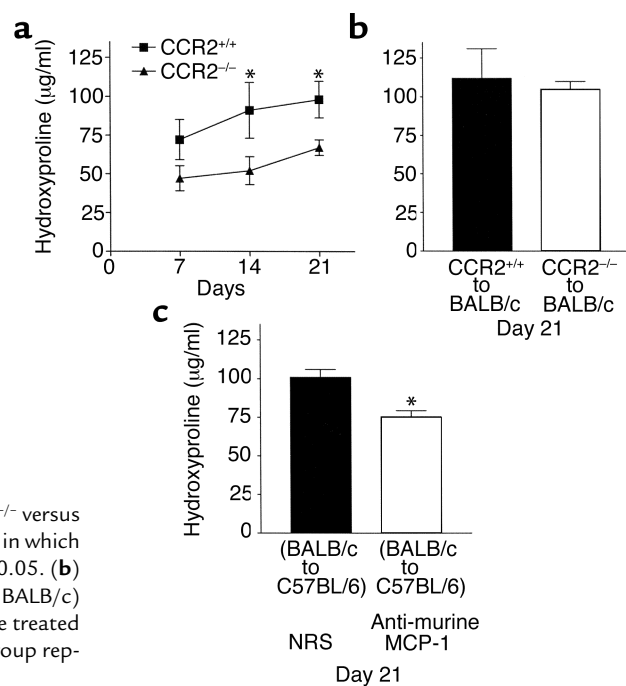 a
CCR2+/+
CCR2–/–
Hydroxyproline (μg/ml)
125
100
75
50
25
0
* *
0 7 14 21
Days
b
125
100
75
50
25
0
CCR2+/+ to BALB/c
CCR2–/– to BALB/c
Day 21
c
Hydroxyproline (μg/ml)
125
100
75
50
25
0
*
(BALB/c to C57BL/6)
(BALB/c to C57BL/6)
NRS
Anti-murine MCP-1
Day 21
–/– versus
in which
0.05. (b)
BALB/c)
e treated
oup rep-